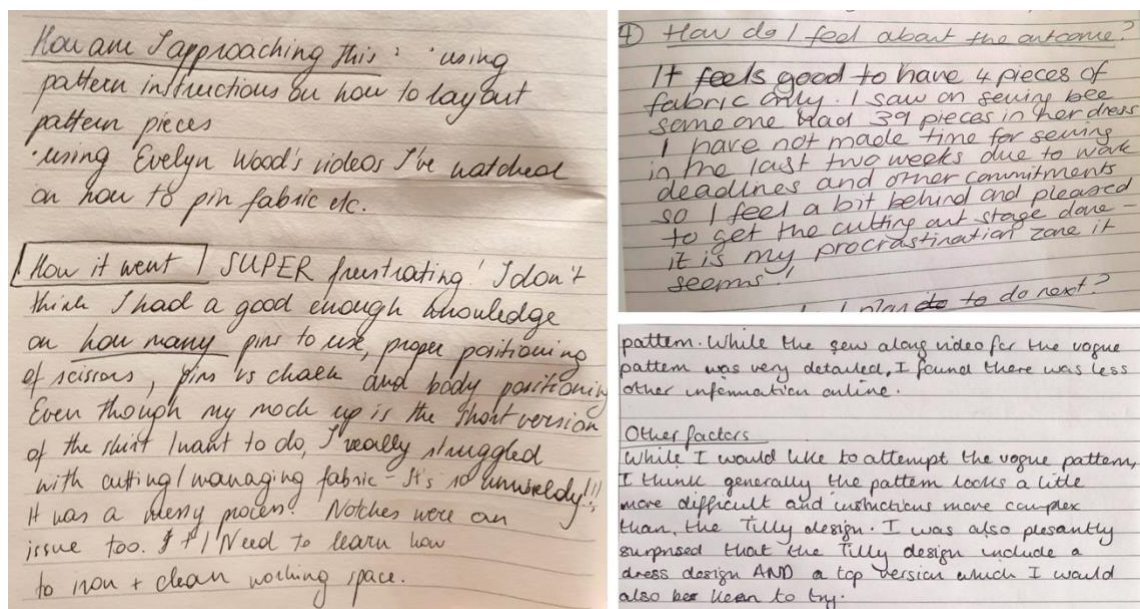 How am I approaching this: • using
pattern instructions on how to lay out
pattern pieces
• using Evelyn Wood's videos I've watched
on how to pin fabric etc.
How it went SUPER frustrating! I don't
think I had a good enough knowledge
on how many pins to use, proper positioning
of scissors, pins vs chalk and body positioning
Even though my mock up is the short version
of the skirt I want to do, I really struggled
with cutting/managing fabric - It's so unwieldy!!!
It was a messy process! Notches were an
issue too. I Need to learn how
to iron + clean working space.
4) How do I feel about the outcome?
It feels good to have 4 pieces of
fabric only. I saw on sewing bee
some one had 39 pieces in her dress
I have not made time for sewing
in the last two weeks due to work
deadlines and other commitments
so I feel a bit behind and pleased
to get the cutting out stage done -
it is my procrastination zone it
seems!
I plan to do next?
pattern. While the sew along video for the vogue
pattern was very detailed, I found there was less
other information online.
Other factors
While I would like to attempt the vogue pattern,
I think generally the pattern looks a litle
more difficult and instructions more complex
than, the Tilly design. I was also plesantly
surprised that the Tilly design include a
dress design AND a top version which I would
also be keen to try.